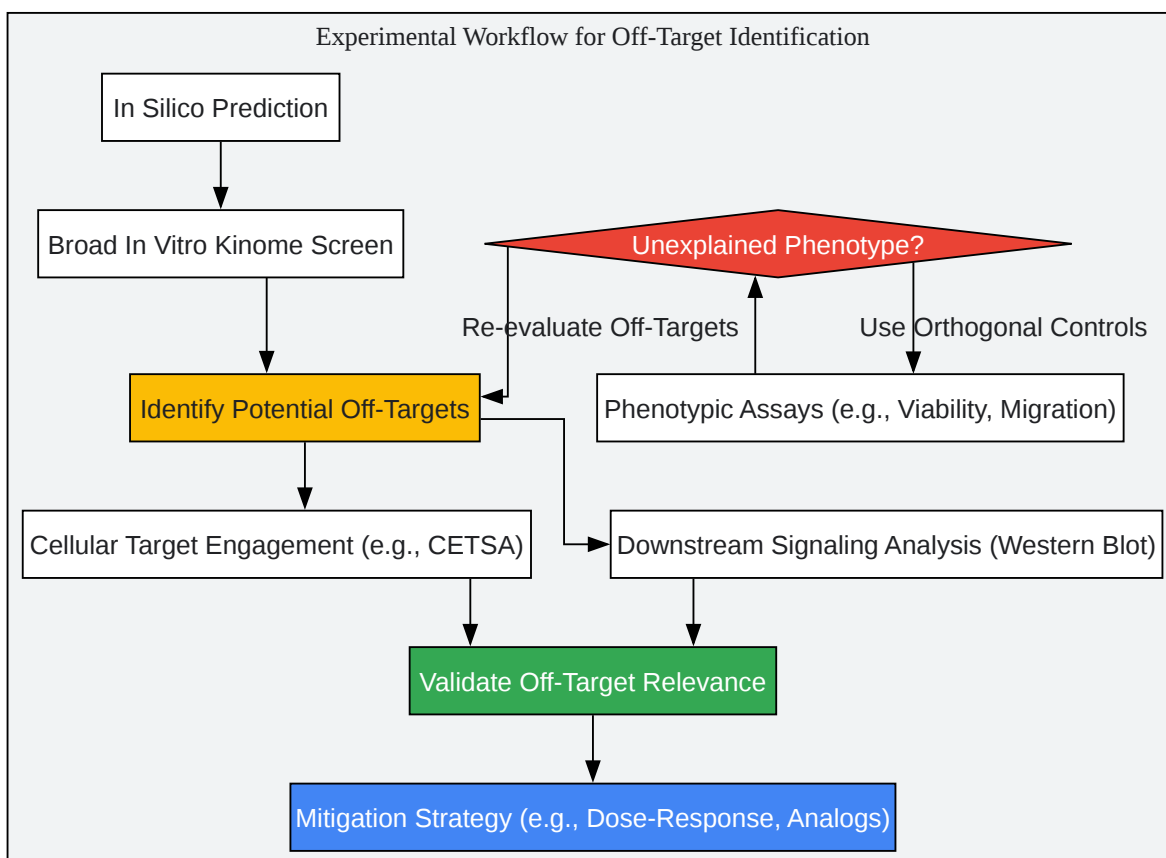 Experimental Workflow for Off-Target Identification
In Silico Prediction
Broad In Vitro Kinome Screen
Unexplained Phenotype?
Re-evaluate Off-Targets
Use Orthogonal Controls
Identify Potential Off-Targets
Phenotypic Assays (e.g., Viability, Migration)
Cellular Target Engagement (e.g., CETSA)
Downstream Signaling Analysis (Western Blot)
Validate Off-Target Relevance
Mitigation Strategy (e.g., Dose-Response, Analogs)